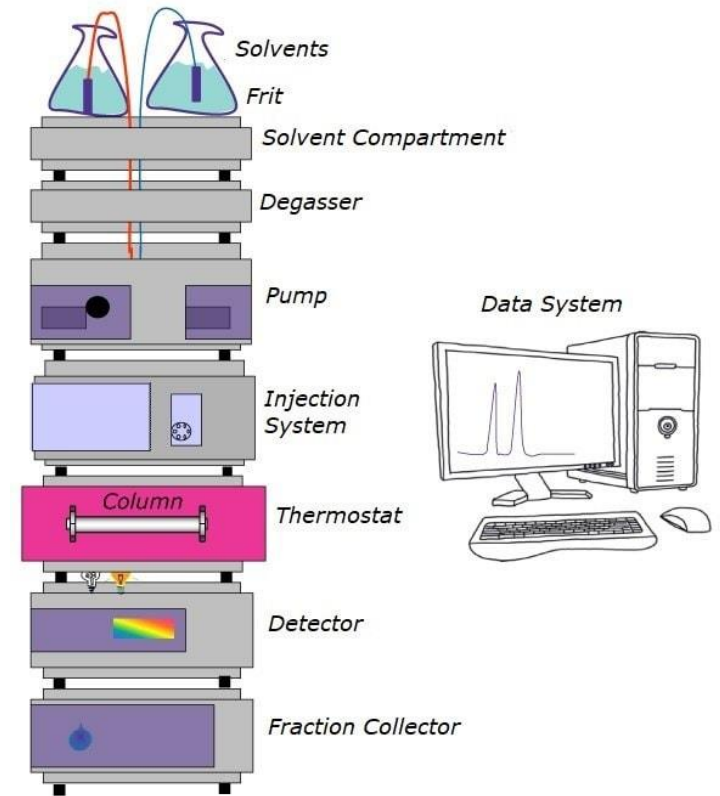 Solvents
Frit
Solvent Compartment
Degasser
Pump
Data System
Injection
System
Column
Thermostat
Detector
Fraction Collector